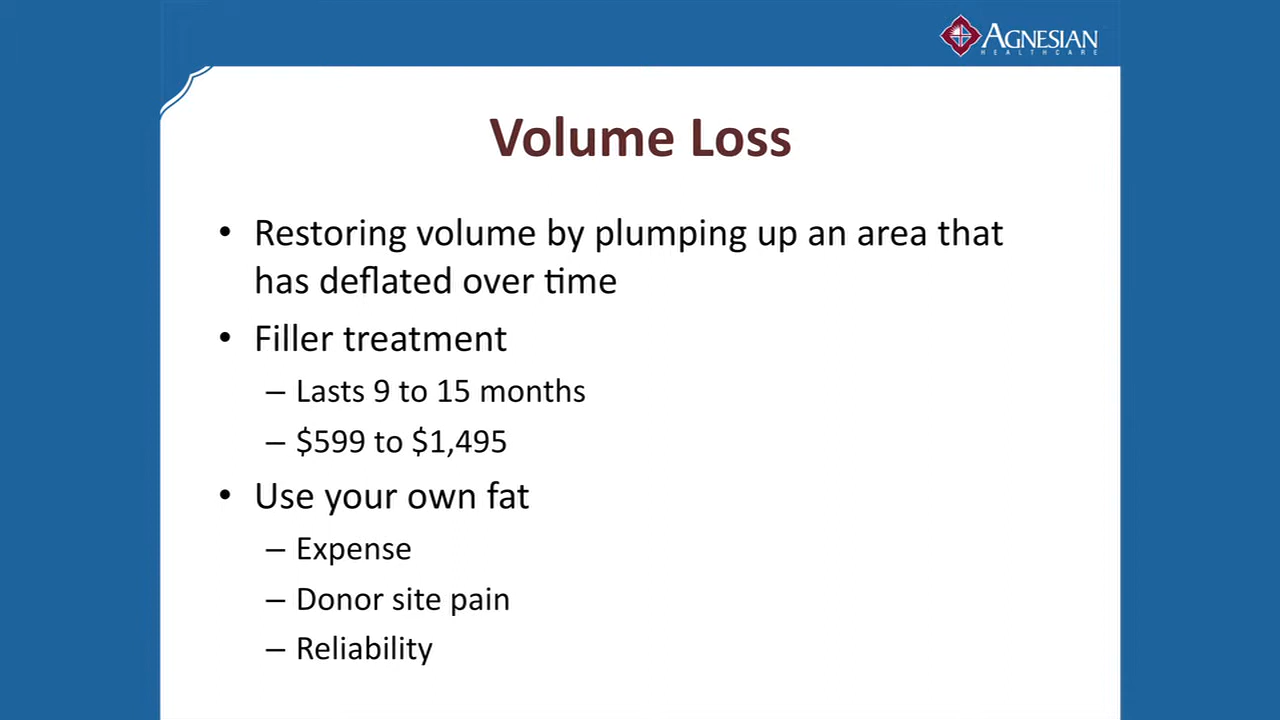 AGNESIAN
HEALTHCARE
Volume Loss
• Restoring volume by plumping up an area that
has deflated over time
• Filler treatment
– Lasts 9 to 15 months
– $599 to $1,495
• Use your own fat
– Expense
– Donor site pain
– Reliability